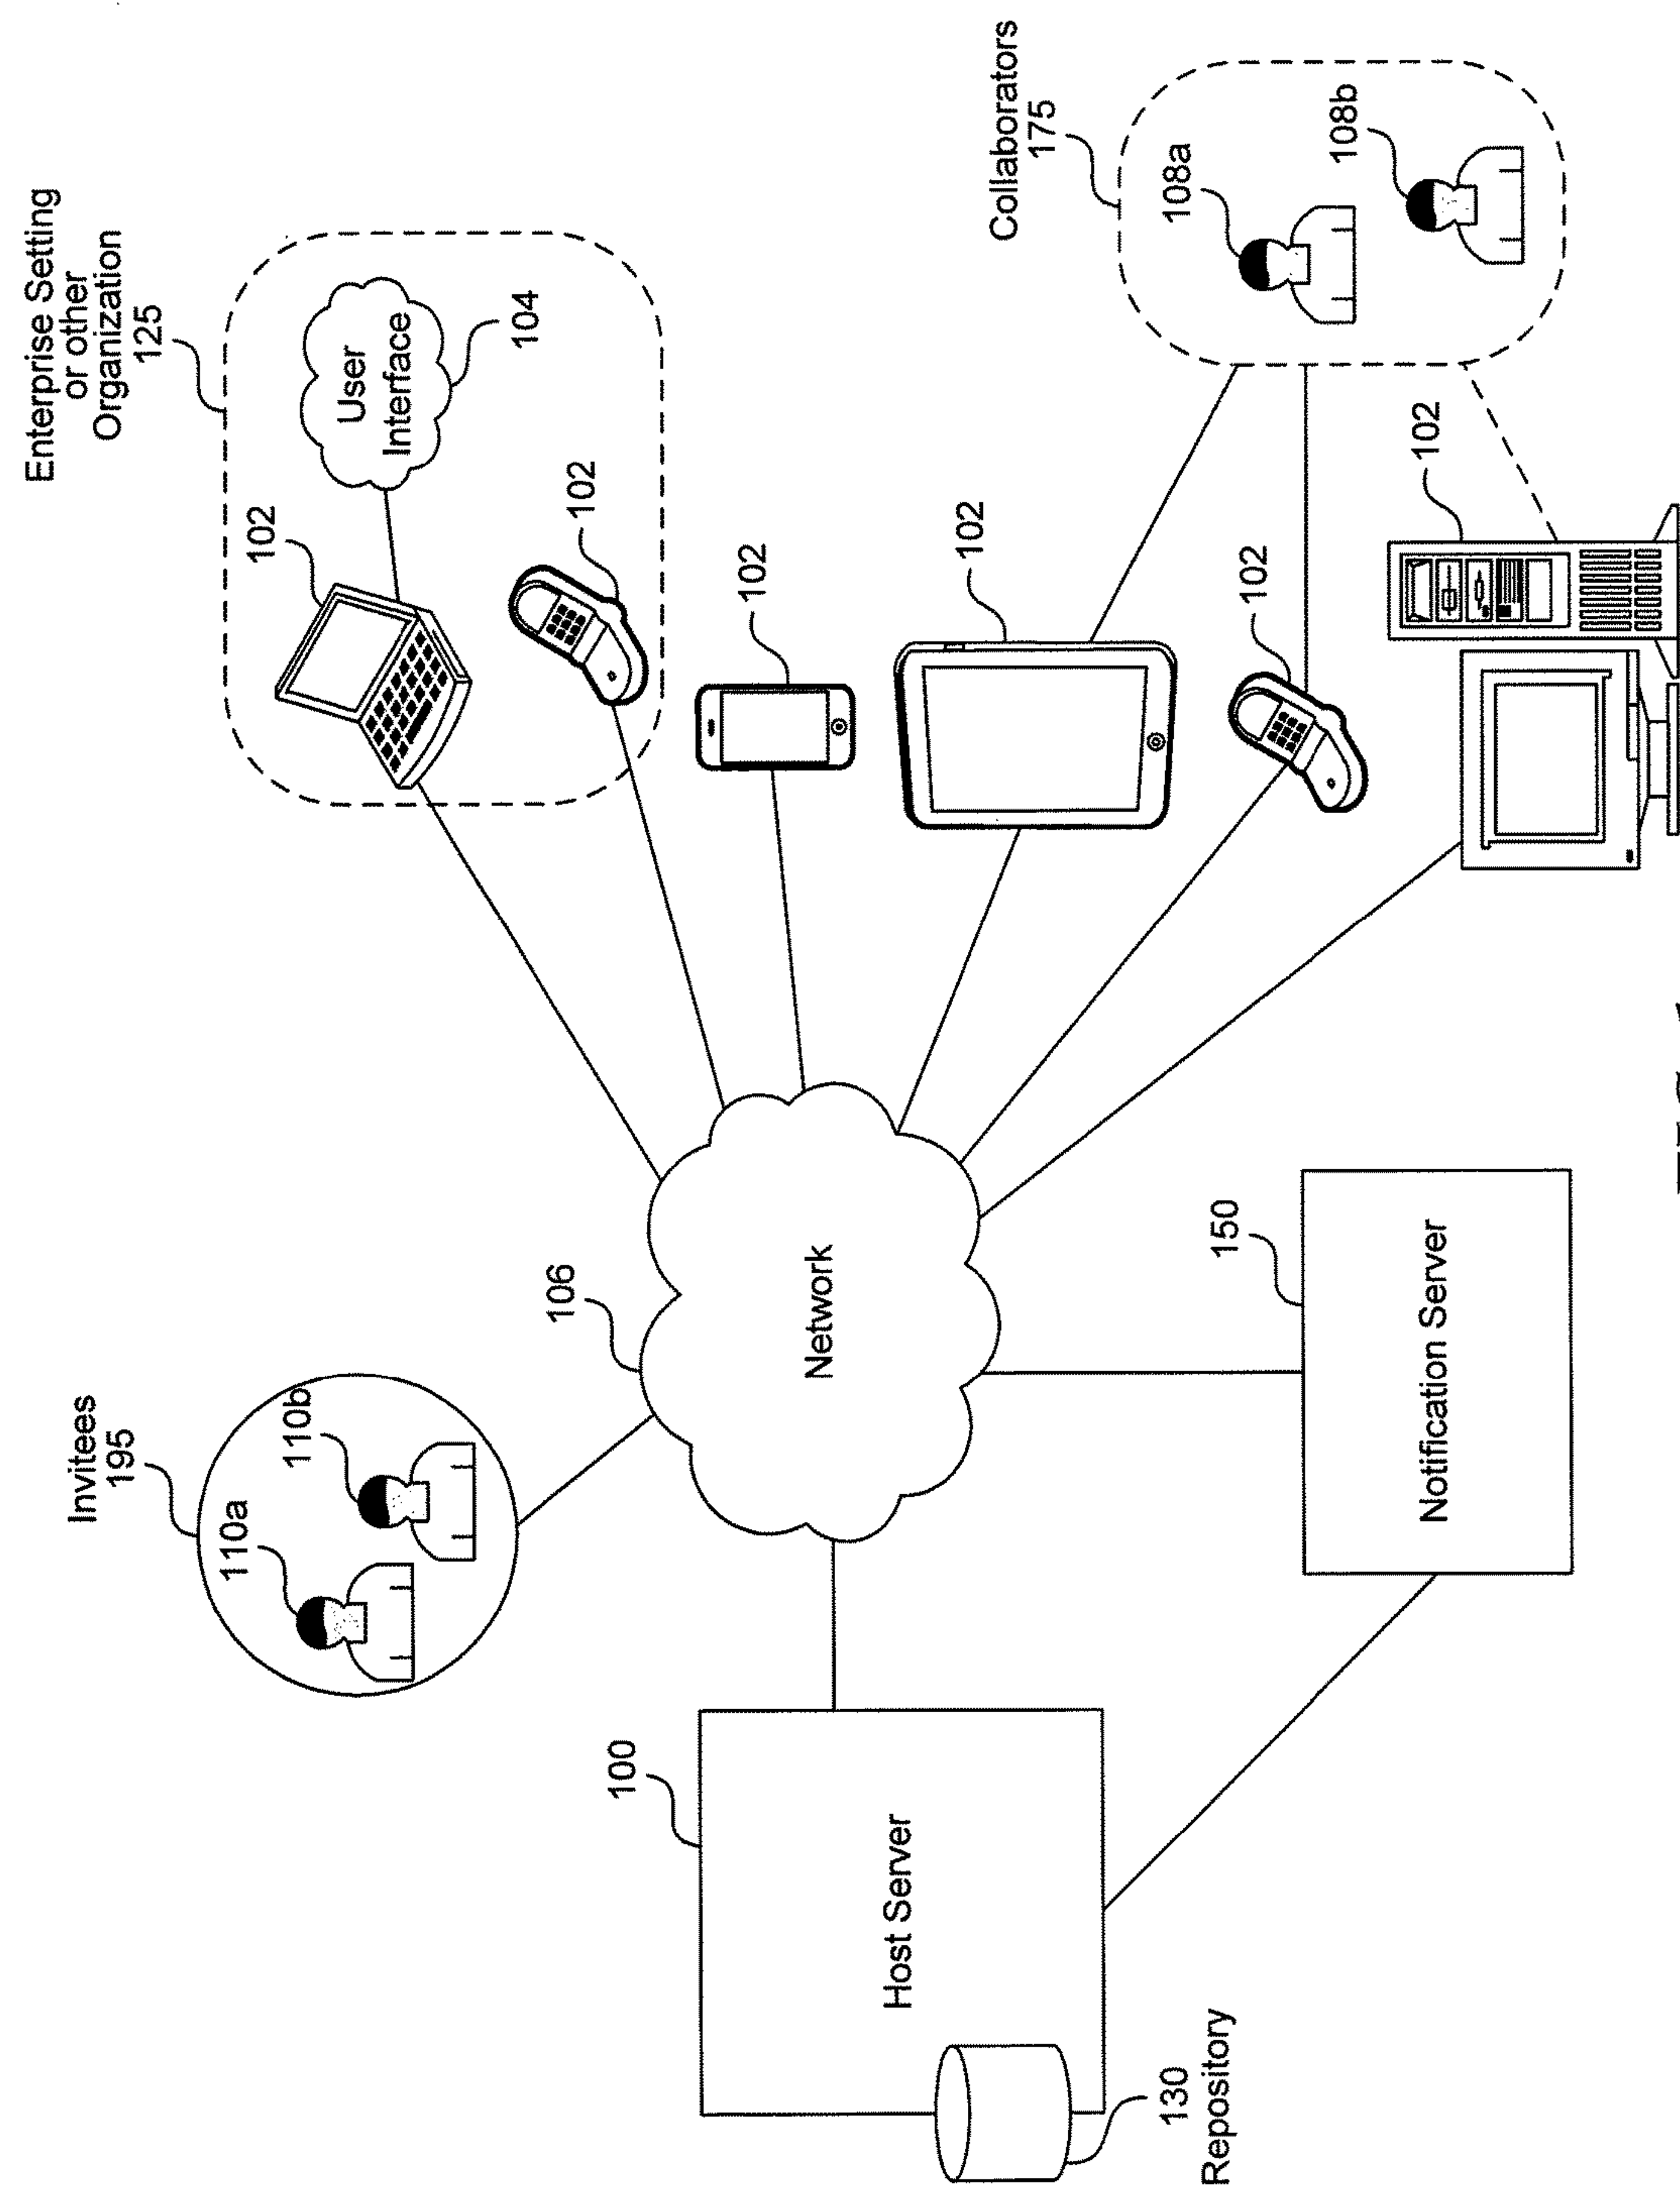 Enterprise Setting
or other
Organization
125
Invitees
195
110a
110b
102
User
Interface
104
102
106
102
100
Network
102
Collaborators
175
108a
108b
Host Server
150
102
102
130
Repository
Notification Server